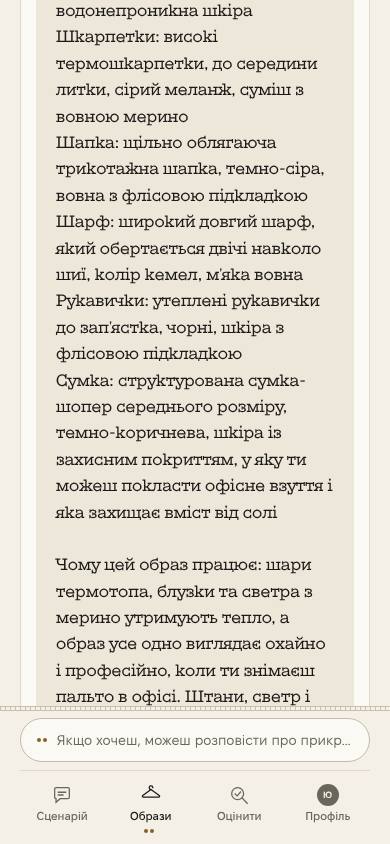 водонепроникна шкіра
Шкарпетки: високі
термошкарпетки, до середини
литки, сірий меланж, суміш з
вовною мерино
Шапка: щільно облягаюча
трикотажна шапка, темно-сіра,
вовна з флісовою підкладкою
Шарф: широкий довгий шарф,
який обертається двічі навколо
шиї, колір кемел, м'яка вовна
Рукавички: утеплені рукавички
до зап'ястка, чорні, шкіра з
флісовою підкладкою
Сумка: структурована сумка-
шопер середнього розміру,
темно-коричнева, шкіра із
захисним покриттям, у яку ти
можеш покласти офісне взуття і
яка захищає вміст від солі
Чому цей образ працює: шари
термотопа, блузки та светра з
мерино утримують тепло, а
образ усе одно виглядає охайно
і професійно, коли ти знімаєш
пальто в офісі. Штани, светр і
Якщо хочеш, можеш розповісти про прикр...
Сценарій
Образи
Оцінити
Ю
Профіль